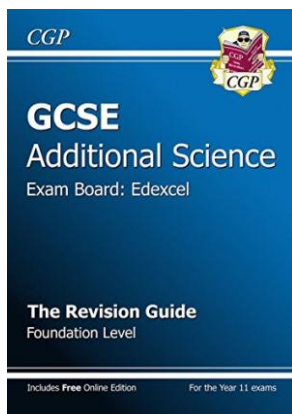 CGP
CGP
CGP
GCSE
Additional Science
Exam Board: Edexcel
The Revision Guide
Foundation Level
Includes Free Online Edition
For the Year 11 exams